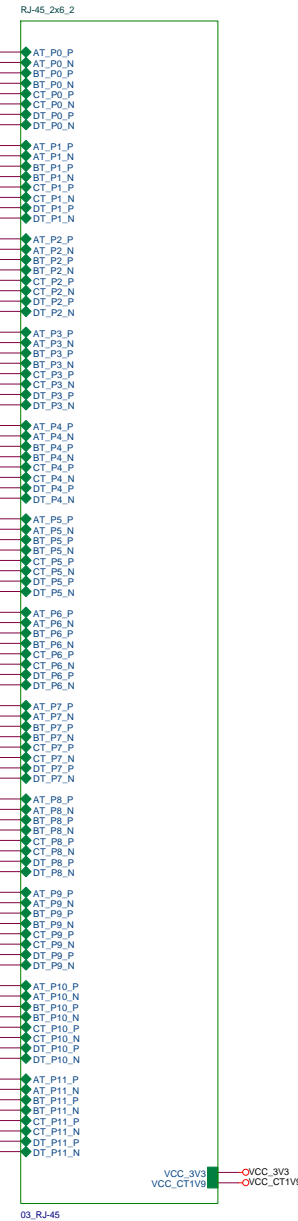 RJ-45_2x6_2
AT_P0_P
AT_P0_N
BT_P0_P
BT_P0_N
CT_P0_P
CT_P0_N
DT_P0_P
DT_P0_N
AT_P1_P
AT_P1_N
BT_P1_P
BT_P1_N
CT_P1_P
CT_P1_N
DT_P1_P
DT_P1_N
AT_P2_P
AT_P2_N
BT_P2_P
BT_P2_N
CT_P2_P
CT_P2_N
DT_P2_P
DT_P2_N
AT_P3_P
AT_P3_N
BT_P3_P
BT_P3_N
CT_P3_P
CT_P3_N
DT_P3_P
DT_P3_N
AT_P4_P
AT_P4_N
BT_P4_P
BT_P4_N
CT_P4_P
CT_P4_N
DT_P4_P
DT_P4_N
AT_P5_P
AT_P5_N
BT_P5_P
BT_P5_N
CT_P5_P
CT_P5_N
DT_P5_P
DT_P5_N
AT_P6_P
AT_P6_N
BT_P6_P
BT_P6_N
CT_P6_P
CT_P6_N
DT_P6_P
DT_P6_N
AT_P7_P
AT_P7_N
BT_P7_P
BT_P7_N
CT_P7_P
CT_P7_N
DT_P7_P
DT_P7_N
AT_P8_P
AT_P8_N
BT_P8_P
BT_P8_N
CT_P8_P
CT_P8_N
DT_P8_P
DT_P8_N
AT_P9_P
AT_P9_N
BT_P9_P
BT_P9_N
CT_P9_P
CT_P9_N
DT_P9_P
DT_P9_N
AT_P10_P
AT_P10_N
BT_P10_P
BT_P10_N
CT_P10_P
CT_P10_N
DT_P10_P
DT_P10_N
AT_P11_P
AT_P11_N
BT_P11_P
BT_P11_N
CT_P11_P
CT_P11_N
DT_P11_P
DT_P11_N
VCC_3V3 VCC_3V3
VCC_CT1V9 VCC_CT1V9
03_RJ-45